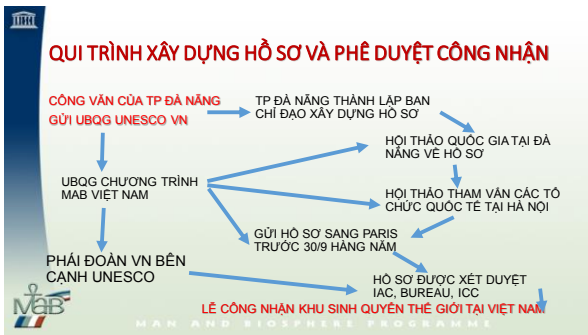 QUI TRÌNH XÂY DỰNG HỒ SƠ VÀ PHÊ DUYỆT CÔNG NHẬN
CÔNG VĂN CỦA TP ĐÀ NẴNG
GỬI UBQG UNESCO VN
TP ĐÀ NẴNG THÀNH LẬP BAN
CHỈ ĐẠO XÂY DỰNG HỒ SƠ
HỘI THẢO QUỐC GIA TẠI ĐÀ
NẴNG VỀ HỒ SƠ
UBQG CHƯƠNG TRÌNH
MAB VIỆT NAM
HỘI THẢO THAM VẤN CÁC TỔ
CHỨC QUỐC TẾ TẠI HÀ NỘI
GỬI HỒ SƠ SANG PARIS
TRƯỚC 30/9 HÀNG NĂM
PHÁI ĐOÀN VN BÊN
CẠNH UNESCO
HỒ SƠ ĐƯỢC XÉT DUYỆT
IAC, BUREAU, ICC
LỄ CÔNG NHẬN KHU SINH QUYỂN THẾ GIỚI TẠI VIỆT NAM
MaB
MAN AND BIOSPHERE PROGRAMME